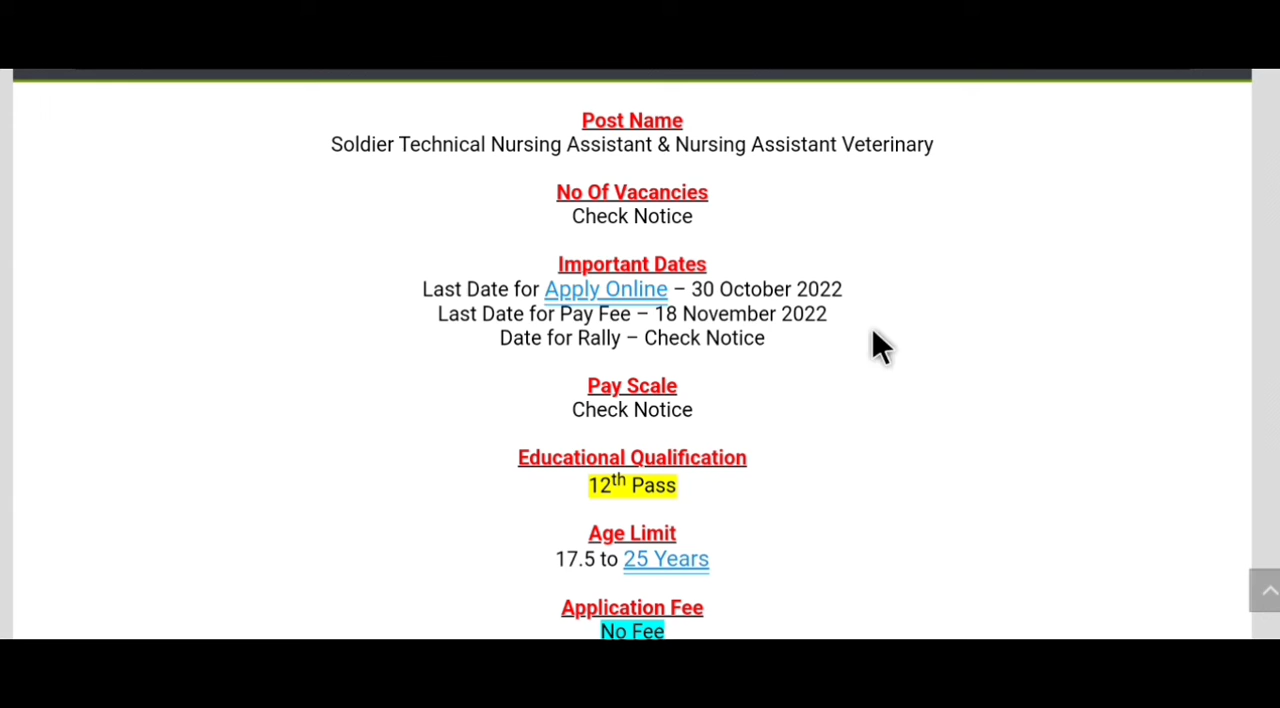 Post Name
Soldier Technical Nursing Assistant & Nursing Assistant Veterinary
No Of Vacancies
Check Notice
Important Dates
Last Date for Apply Online – 30 October 2022
Last Date for Pay Fee – 18 November 2022
Date for Rally – Check Notice
Pay Scale
Check Notice
Educational Qualification
12th Pass
Age Limit
17.5 to 25 Years
Application Fee
No Fee